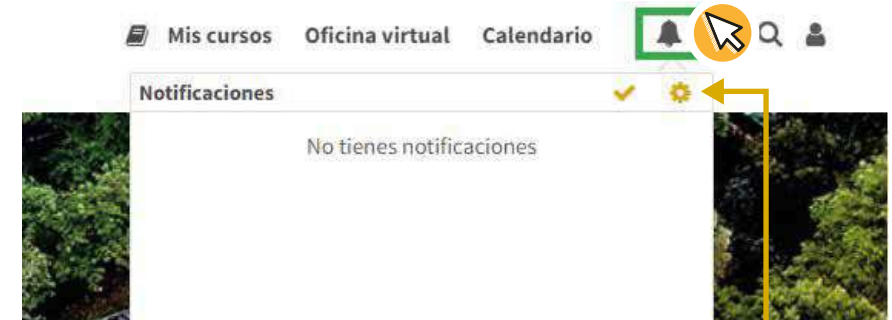 Mis cursos Oficina virtual Calendario
Notificaciones
No tienes notificaciones